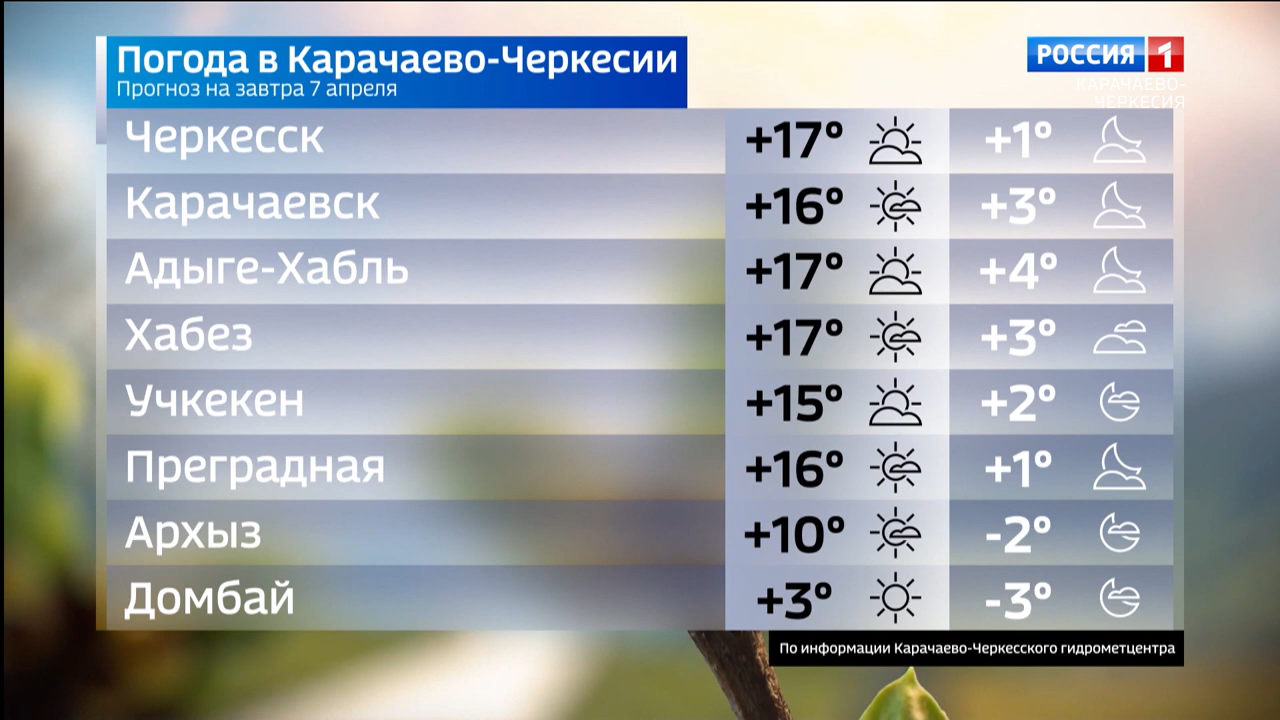 Погода в Карачаево-Черкесии
Прогноз на завтра 7 апреля
РОССИЯ 1
КАРАЧАЕВО-
ЧЕРКЕСИЯ
Черкесск +17° +1°
Карачаевск +16° +3°
Адыге-Хабль +17° +4°
Хабез +17° +3°
Учкекен +15° +2°
Преградная +16° +1°
Архыз +10° -2°
Домбай +3° -3°
По информации Карачаево-Черкесского гидрометцентра